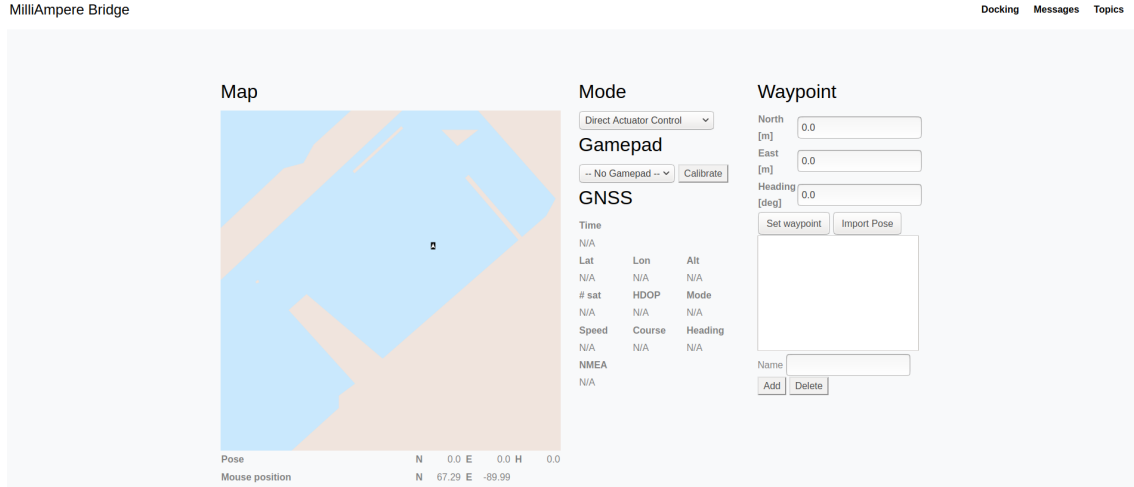 MilliAmpere Bridge
Docking Messages Topics
Map
Pose N 0.0 E 0.0 H 0.0
Mouse position N 67.29 E -89.99
Mode
Direct Actuator Control
Gamepad
-- No Gamepad -- Calibrate
GNSS
Time
N/A
Lat Lon Alt
N/A N/A N/A
# sat HDOP Mode
N/A N/A N/A
Speed Course Heading
N/A N/A N/A
NMEA
N/A
Waypoint
North
[m] 0.0
East
[m] 0.0
Heading
[deg] 0.0
Set waypoint Import Pose
Name
Add Delete